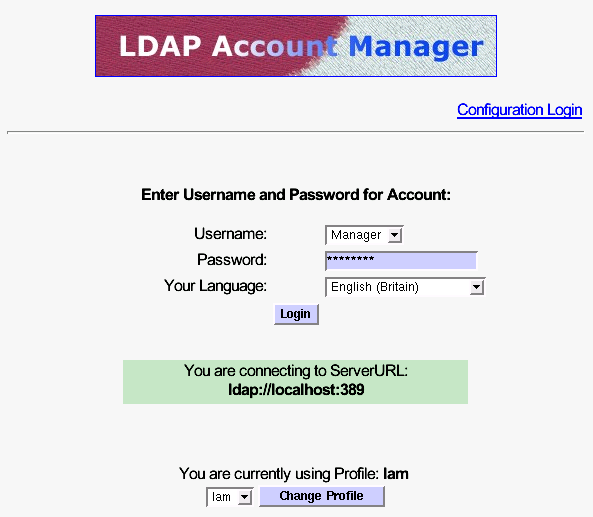 LDAP Account Manager
Configuration Login
Enter Username and Password for Account:
Username: Manager
Password: ********
Your Language: English (Britain)
Login
You are connecting to ServerURL:
ldap://localhost:389
You are currently using Profile: lam
lam Change Profile